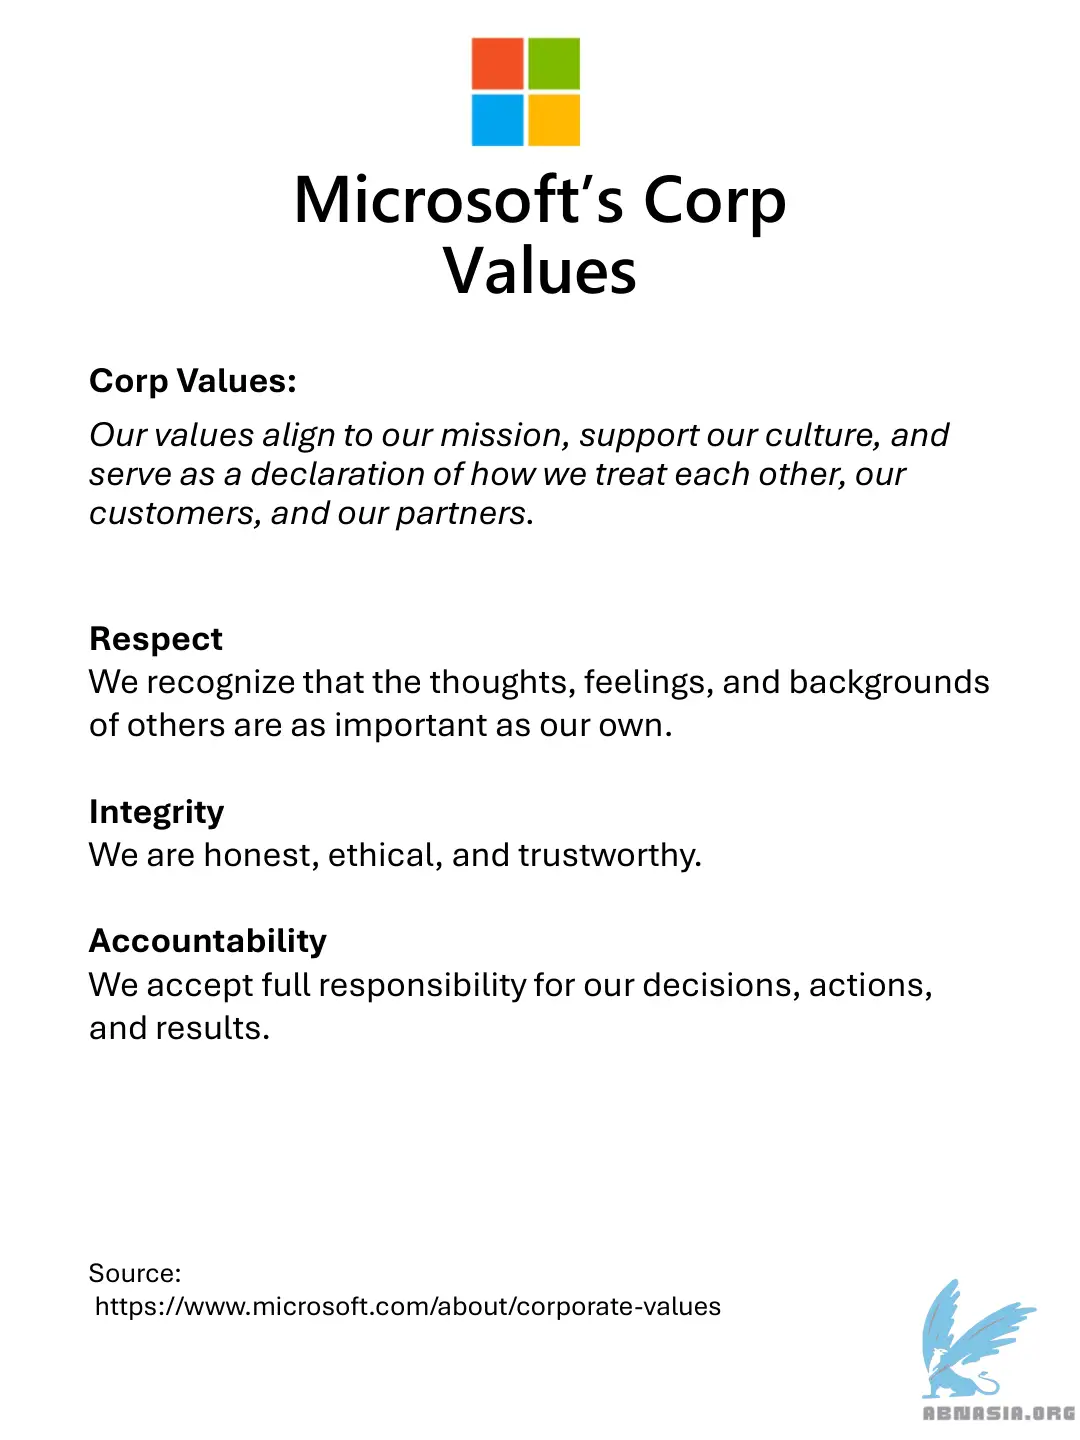 Microsoft’s Corp
Values
Corp Values:
Our values align to our mission, support our culture, and
serve as a declaration of how we treat each other, our
customers, and our partners.
Respect
We recognize that the thoughts, feelings, and backgrounds
of others are as important as our own.
Integrity
We are honest, ethical, and trustworthy.
Accountability
We accept full responsibility for our decisions, actions,
and results.
Source:
https://www.microsoft.com/about/corporate-values
ABNASIA.ORG